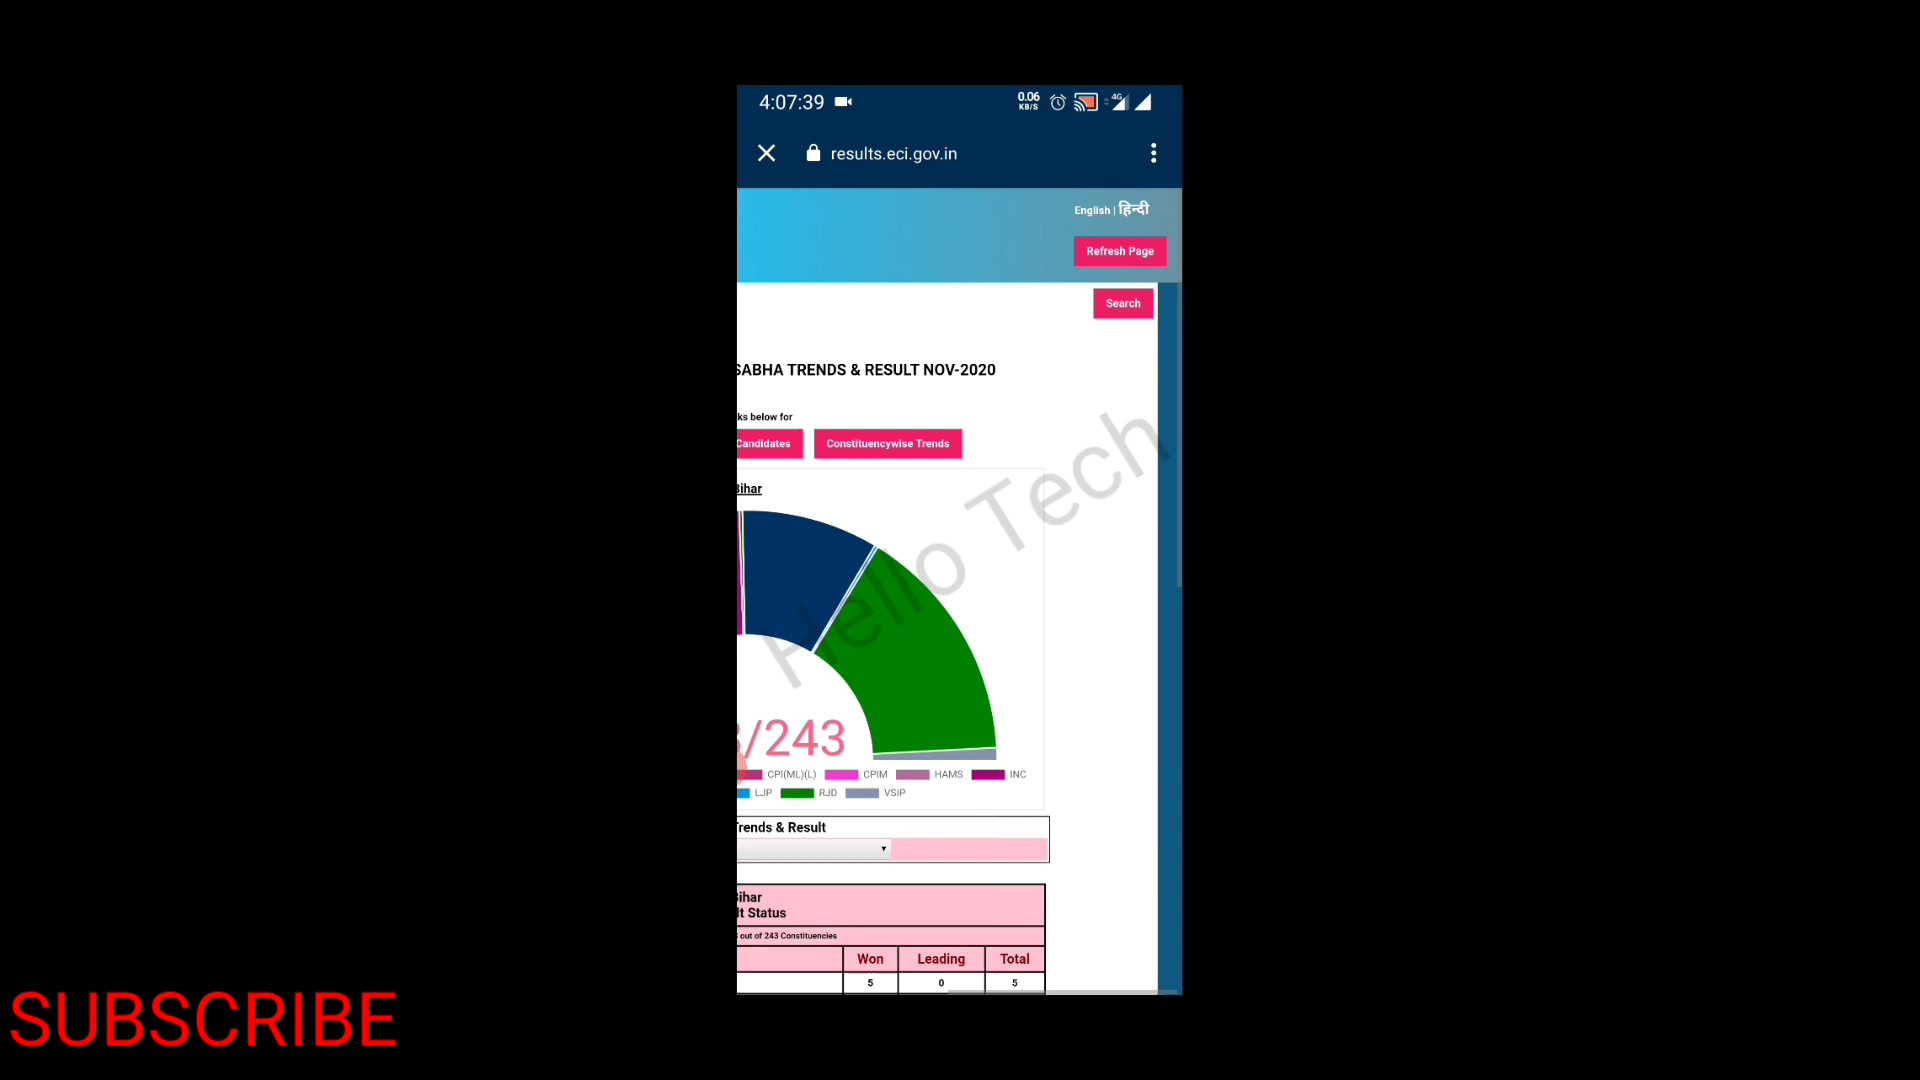 4:07:39
0.06
KB/S
4G
results.eci.gov.in
English | हिन्दी
Refresh Page
Search
SABHA TRENDS & RESULT NOV-2020
ks below for
Candidates
Constituencywise Trends
Bihar
Hello Tech
/243
CPI(ML)(L) CPIM HAMS INC
LJP RJD VSIP
Trends & Result
Bihar
lt Status
out of 243 Constituencies
Won Leading Total
5 0 5
SUBSCRIBE